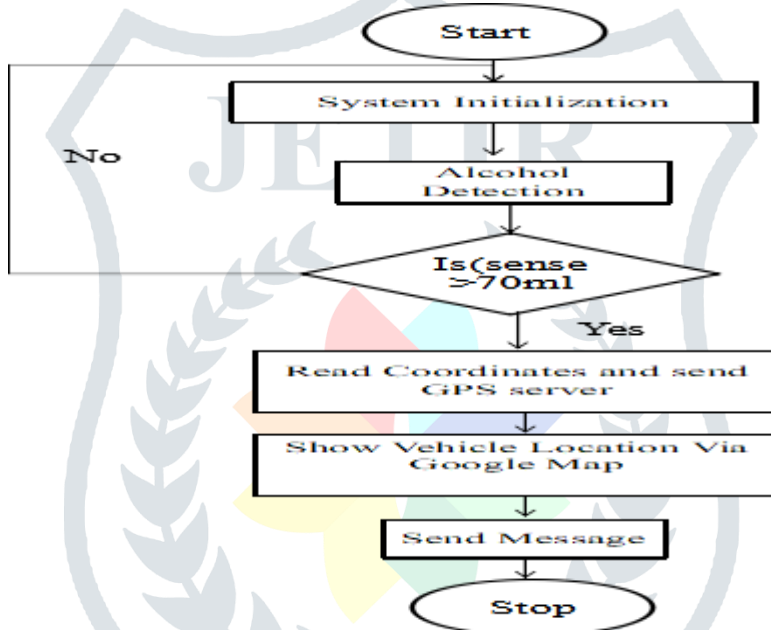 Start
System Initialization
No
JETIR
Alcohol
Detection
Is(sense
>70ml
Yes
Read Coordinates and send
GPS server
Show Vehicle Location Via
Google Map
Send Message
Stop